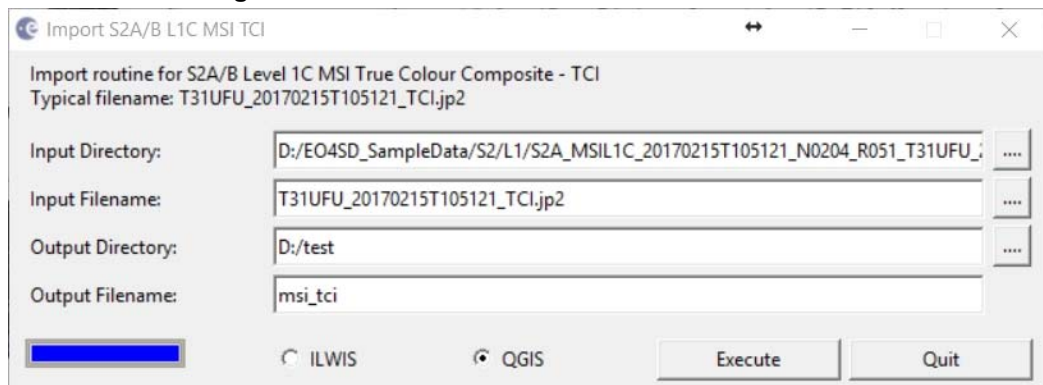 Import S2A/B L1C MSI TCI
Import routine for S2A/B Level 1C MSI True Colour Composite - TCI
Typical filename: T31UFU_20170215T105121_TCI.jp2
Input Directory: D:/EO4SD_SampleData/S2/L1/S2A_MSIL1C_20170215T105121_N0204_R051_T31UFU_ ....
Input Filename: T31UFU_20170215T105121_TCI.jp2 ....
Output Directory: D:/test ....
Output Filename: msi_tci
ILWIS QGIS Execute Quit